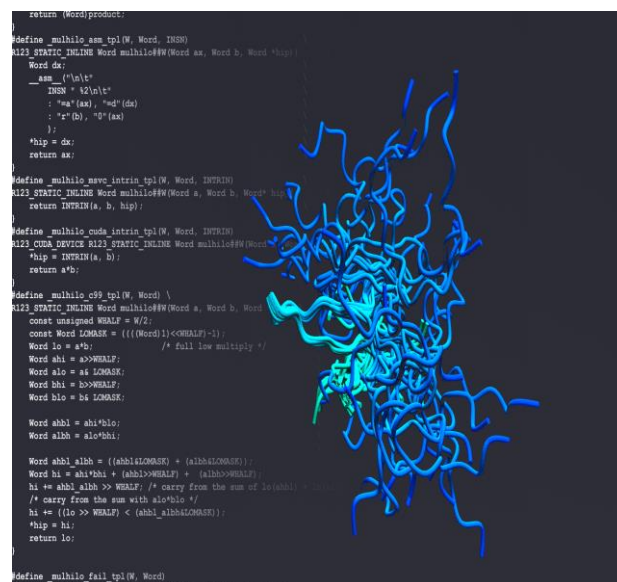 return (Word)product;
}
#define _mulhilo_asm_tpl(W, Word, INSN)
R123_STATIC_INLINE Word mulhilo##W(Word ax, Word b, Word *hip){
Word dx;
__asm__("\n\t"
INSN " %2\n\t"
: "=a"(ax), "=d"(dx)
: "r"(b), "0"(ax)
);
*hip = dx;
return ax;
}
#define _mulhilo_msvc_intrin_tpl(W, Word, INTRIN)
R123_STATIC_INLINE Word mulhilo##W(Word a, Word b, Word* hip
return INTRIN(a, b, hip);
}
#define _mulhilo_cuda_intrin_tpl(W, Word, INTRIN)
R123_CUDA_DEVICE R123_STATIC_INLINE Word mulhilo##W(Word
*hip = INTRIN(a, b);
return a*b;
}
#define _mulhilo_c99_tpl(W, Word) \
R123_STATIC_INLINE Word mulhilo##W(Word a, Word b, Word
const unsigned WHALF = W/2;
const Word LOMASK = ((((Word)1)<<WHALF)-1);
Word lo = a*b; /* full low multiply */
Word ahi = a>>WHALF;
Word alo = a& LOMASK;
Word bhi = b>>WHALF;
Word blo = b& LOMASK;
Word ahbl = ahi*blo;
Word albh = alo*bhi;
Word ahbl_albh = ((ahbl&LOMASK) + (albh&LOMASK));
Word hi = ahi*bhi + (ahbl>>WHALF) + (albh>>WHALF);
hi += ahbl_albh >> WHALF; /* carry from the sum of lo(ahbl) +
/* carry from the sum with alo*blo */
hi += ((lo >> WHALF) < (ahbl_albh&LOMASK));
*hip = hi;
return lo;
}
#define _mulhilo_fail_tpl(W, Word)